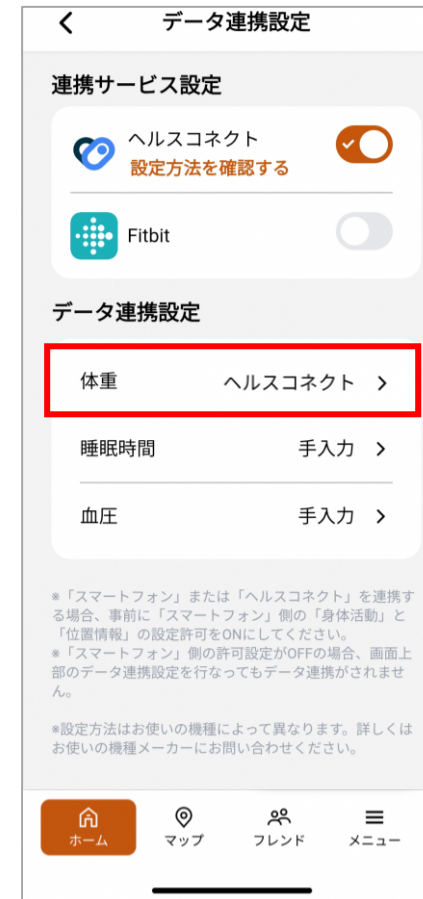 データ連携設定
連携サービス設定
ヘルスコネクト
設定方法を確認する
Fitbit
データ連携設定
体重 ヘルスコネクト
睡眠時間 手入力
血圧 手入力
※「スマートフォン」または「ヘルスコネクト」を連携す
る場合、事前に「スマートフォン」側の「身体活動」と
「位置情報」の設定許可をONにしてください。
※「スマートフォン」側の許可設定がOFFの場合、画面上
部のデータ連携設定を行なってもデータ連携がされませ
ん。
※設定方法はお使いの機種によって異なります。詳しくは
お使いの機種メーカーにお問い合わせください。
ホーム マップ フレンド メニュー